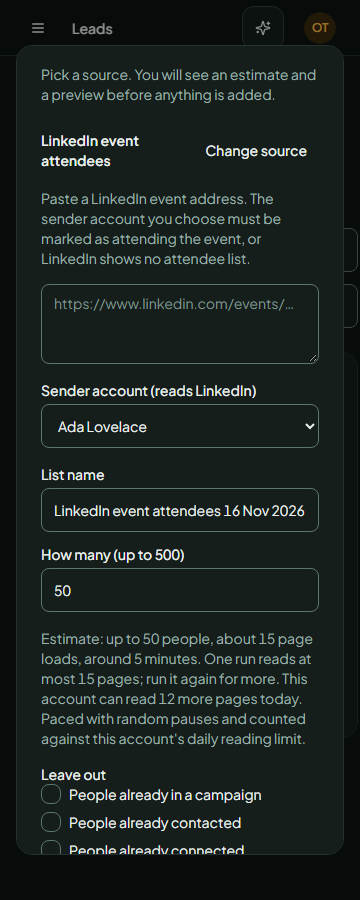 Leads
OT
Pick a source. You will see an estimate and
a preview before anything is added.
LinkedIn event
attendees
Change source
Paste a LinkedIn event address. The
sender account you choose must be
marked as attending the event, or
LinkedIn shows no attendee list.
https://www.linkedin.com/events/...
Sender account (reads LinkedIn)
Ada Lovelace
List name
LinkedIn event attendees 16 Nov 2026
How many (up to 500)
50
Estimate: up to 50 people, about 15 page
loads, around 5 minutes. One run reads at
most 15 pages; run it again for more. This
account can read 12 more pages today.
Paced with random pauses and counted
against this account's daily reading limit.
Leave out
People already in a campaign
People already contacted
People already connected